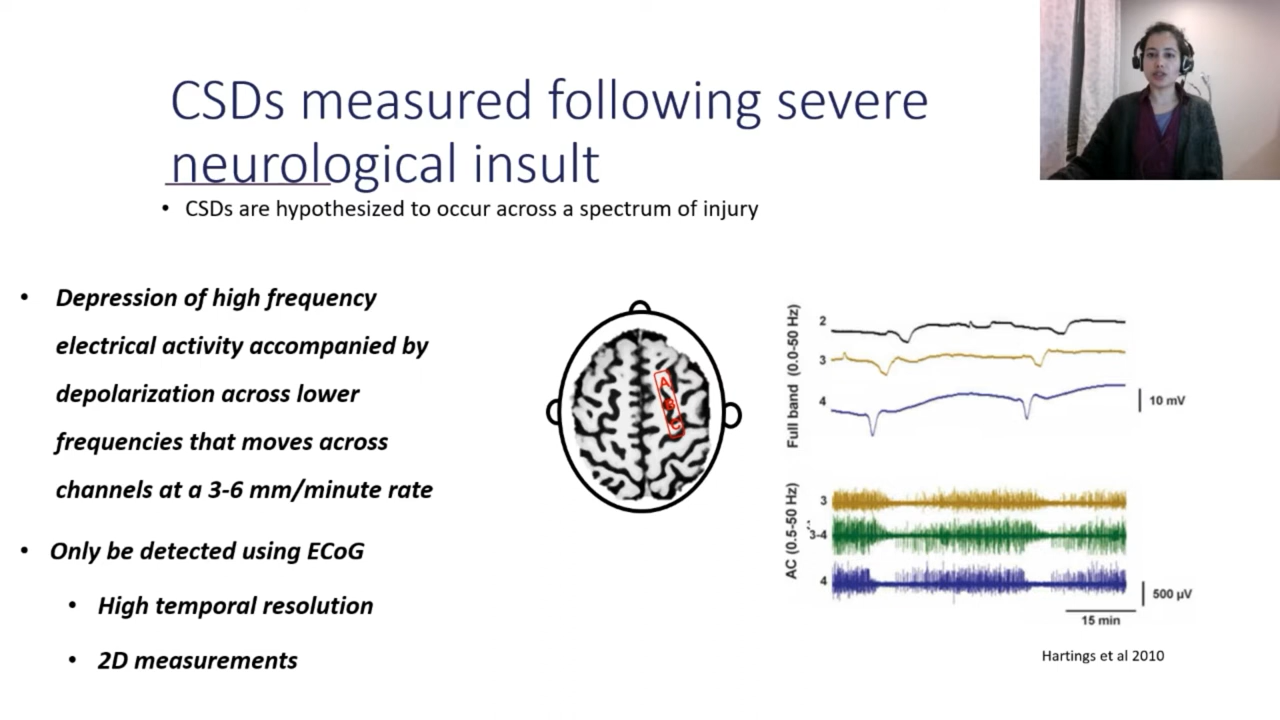 CSDs measured following severe
neurological insult
• CSDs are hypothesized to occur across a spectrum of injury
• Depression of high frequency
electrical activity accompanied by
depolarization across lower
frequencies that moves across
channels at a 3-6 mm/minute rate
• Only be detected using ECoG
• High temporal resolution
• 2D measurements
A
B
C
Full band (0.0-50 Hz)
2
3
4
10 mV
AC (0.5-50 Hz)
3
3-4
4
500 µV
15 min
Hartings et al 2010